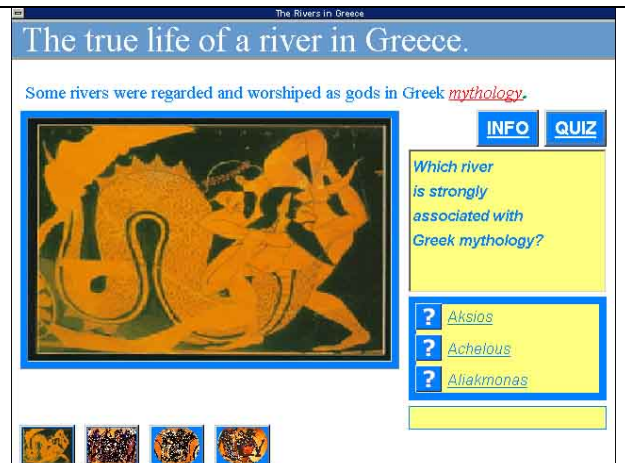 The Rivers in Greece
The true life of a river in Greece.
Some rivers were regarded and worshiped as gods in Greek mythology.
INFO QUIZ
Which river
is strongly
associated with
Greek mythology?
? Aksios
? Achelous
? Aliakmonas